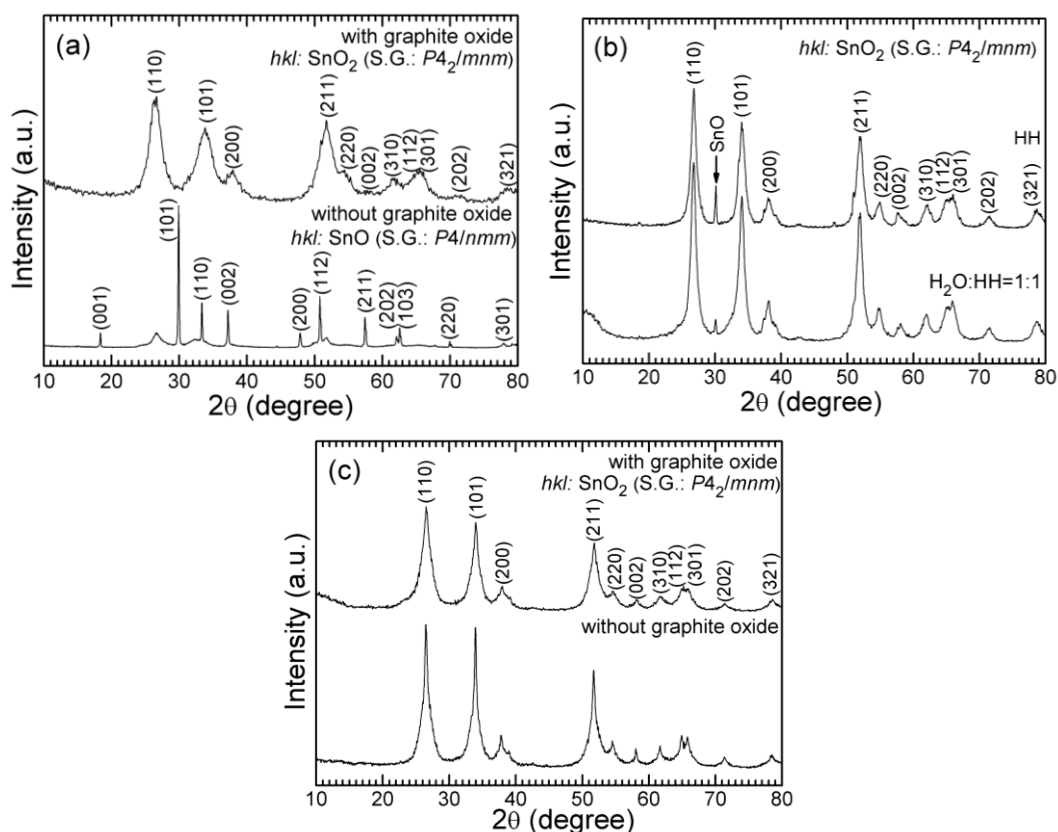 (a)
with graphite oxide
hkl: SnO2 (S.G.: P42/mnm)
(110)
(101)
(200)
(211)
(220)
(002)
(310)
(112)
(301)
(202)
(321)
without graphite oxide
hkl: SnO (S.G.: P4/nmm)
(001)
(101)
(110)
(002)
(200)
(112)
(211)
(202)
(103)
(220)
(301)
Intensity (a.u.)
10 20 30 40 50 60 70 80
2θ (degree)
(b)
hkl: SnO2 (S.G.: P42/mnm)
(110)
SnO
(101)
(200)
(211)
(220)
(002)
(310)
(112)
(301)
(202)
(321)
HH
H2O:HH=1:1
Intensity (a.u.)
10 20 30 40 50 60 70 80
2θ (degree)
(c)
with graphite oxide
hkl: SnO2 (S.G.: P42/mnm)
(110)
(101)
(200)
(211)
(220)
(002)
(310)
(112)
(301)
(202)
(321)
without graphite oxide
Intensity (a.u.)
10 20 30 40 50 60 70 80
2θ (degree)